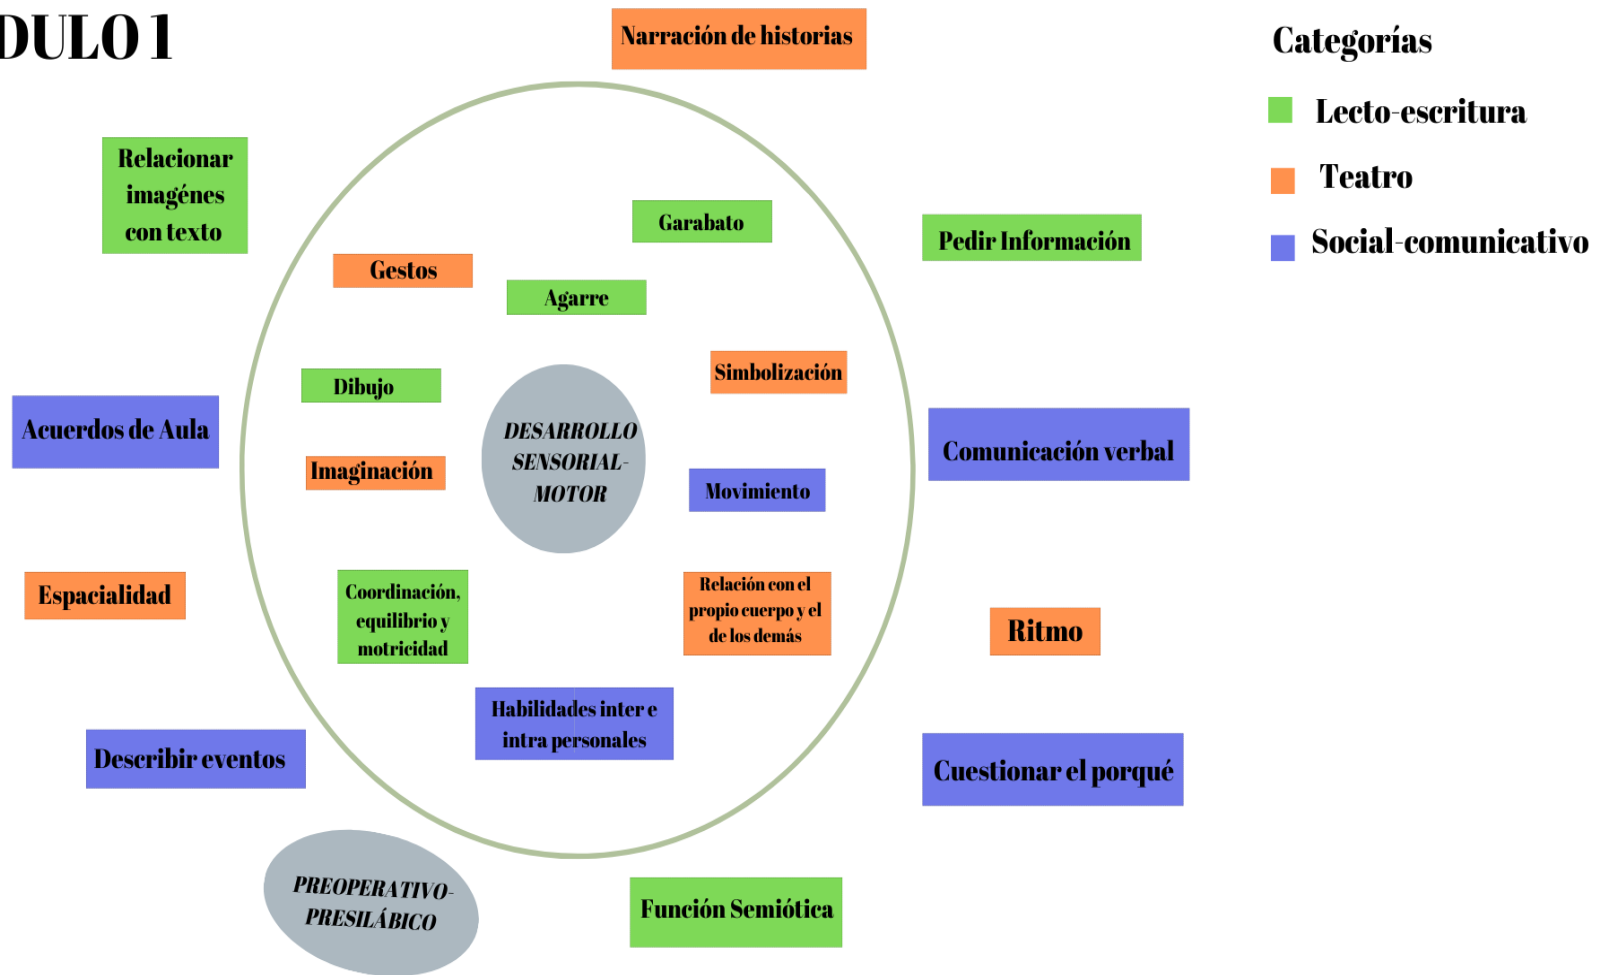 DULO 1
Narración de historias
Categorías
Lecto-escritura
Teatro
Social-comunicativo
Relacionar
imagénes
con texto
Garabato
Pedir Información
Gestos
Agarre
Simbolización
Dibujo
Acuerdos de Aula
DESARROLLO
SENSORIAL-
MOTOR
Comunicación verbal
Imaginación
Movimiento
Espacialidad
Coordinación,
equilibrio y
motricidad
Relación con el
propio cuerpo y el
de los demás
Ritmo
Habilidades inter e
intra personales
Describir eventos
Cuestionar el porqué
PREOPERATIVO-
PRESILÁBICO
Función Semiótica